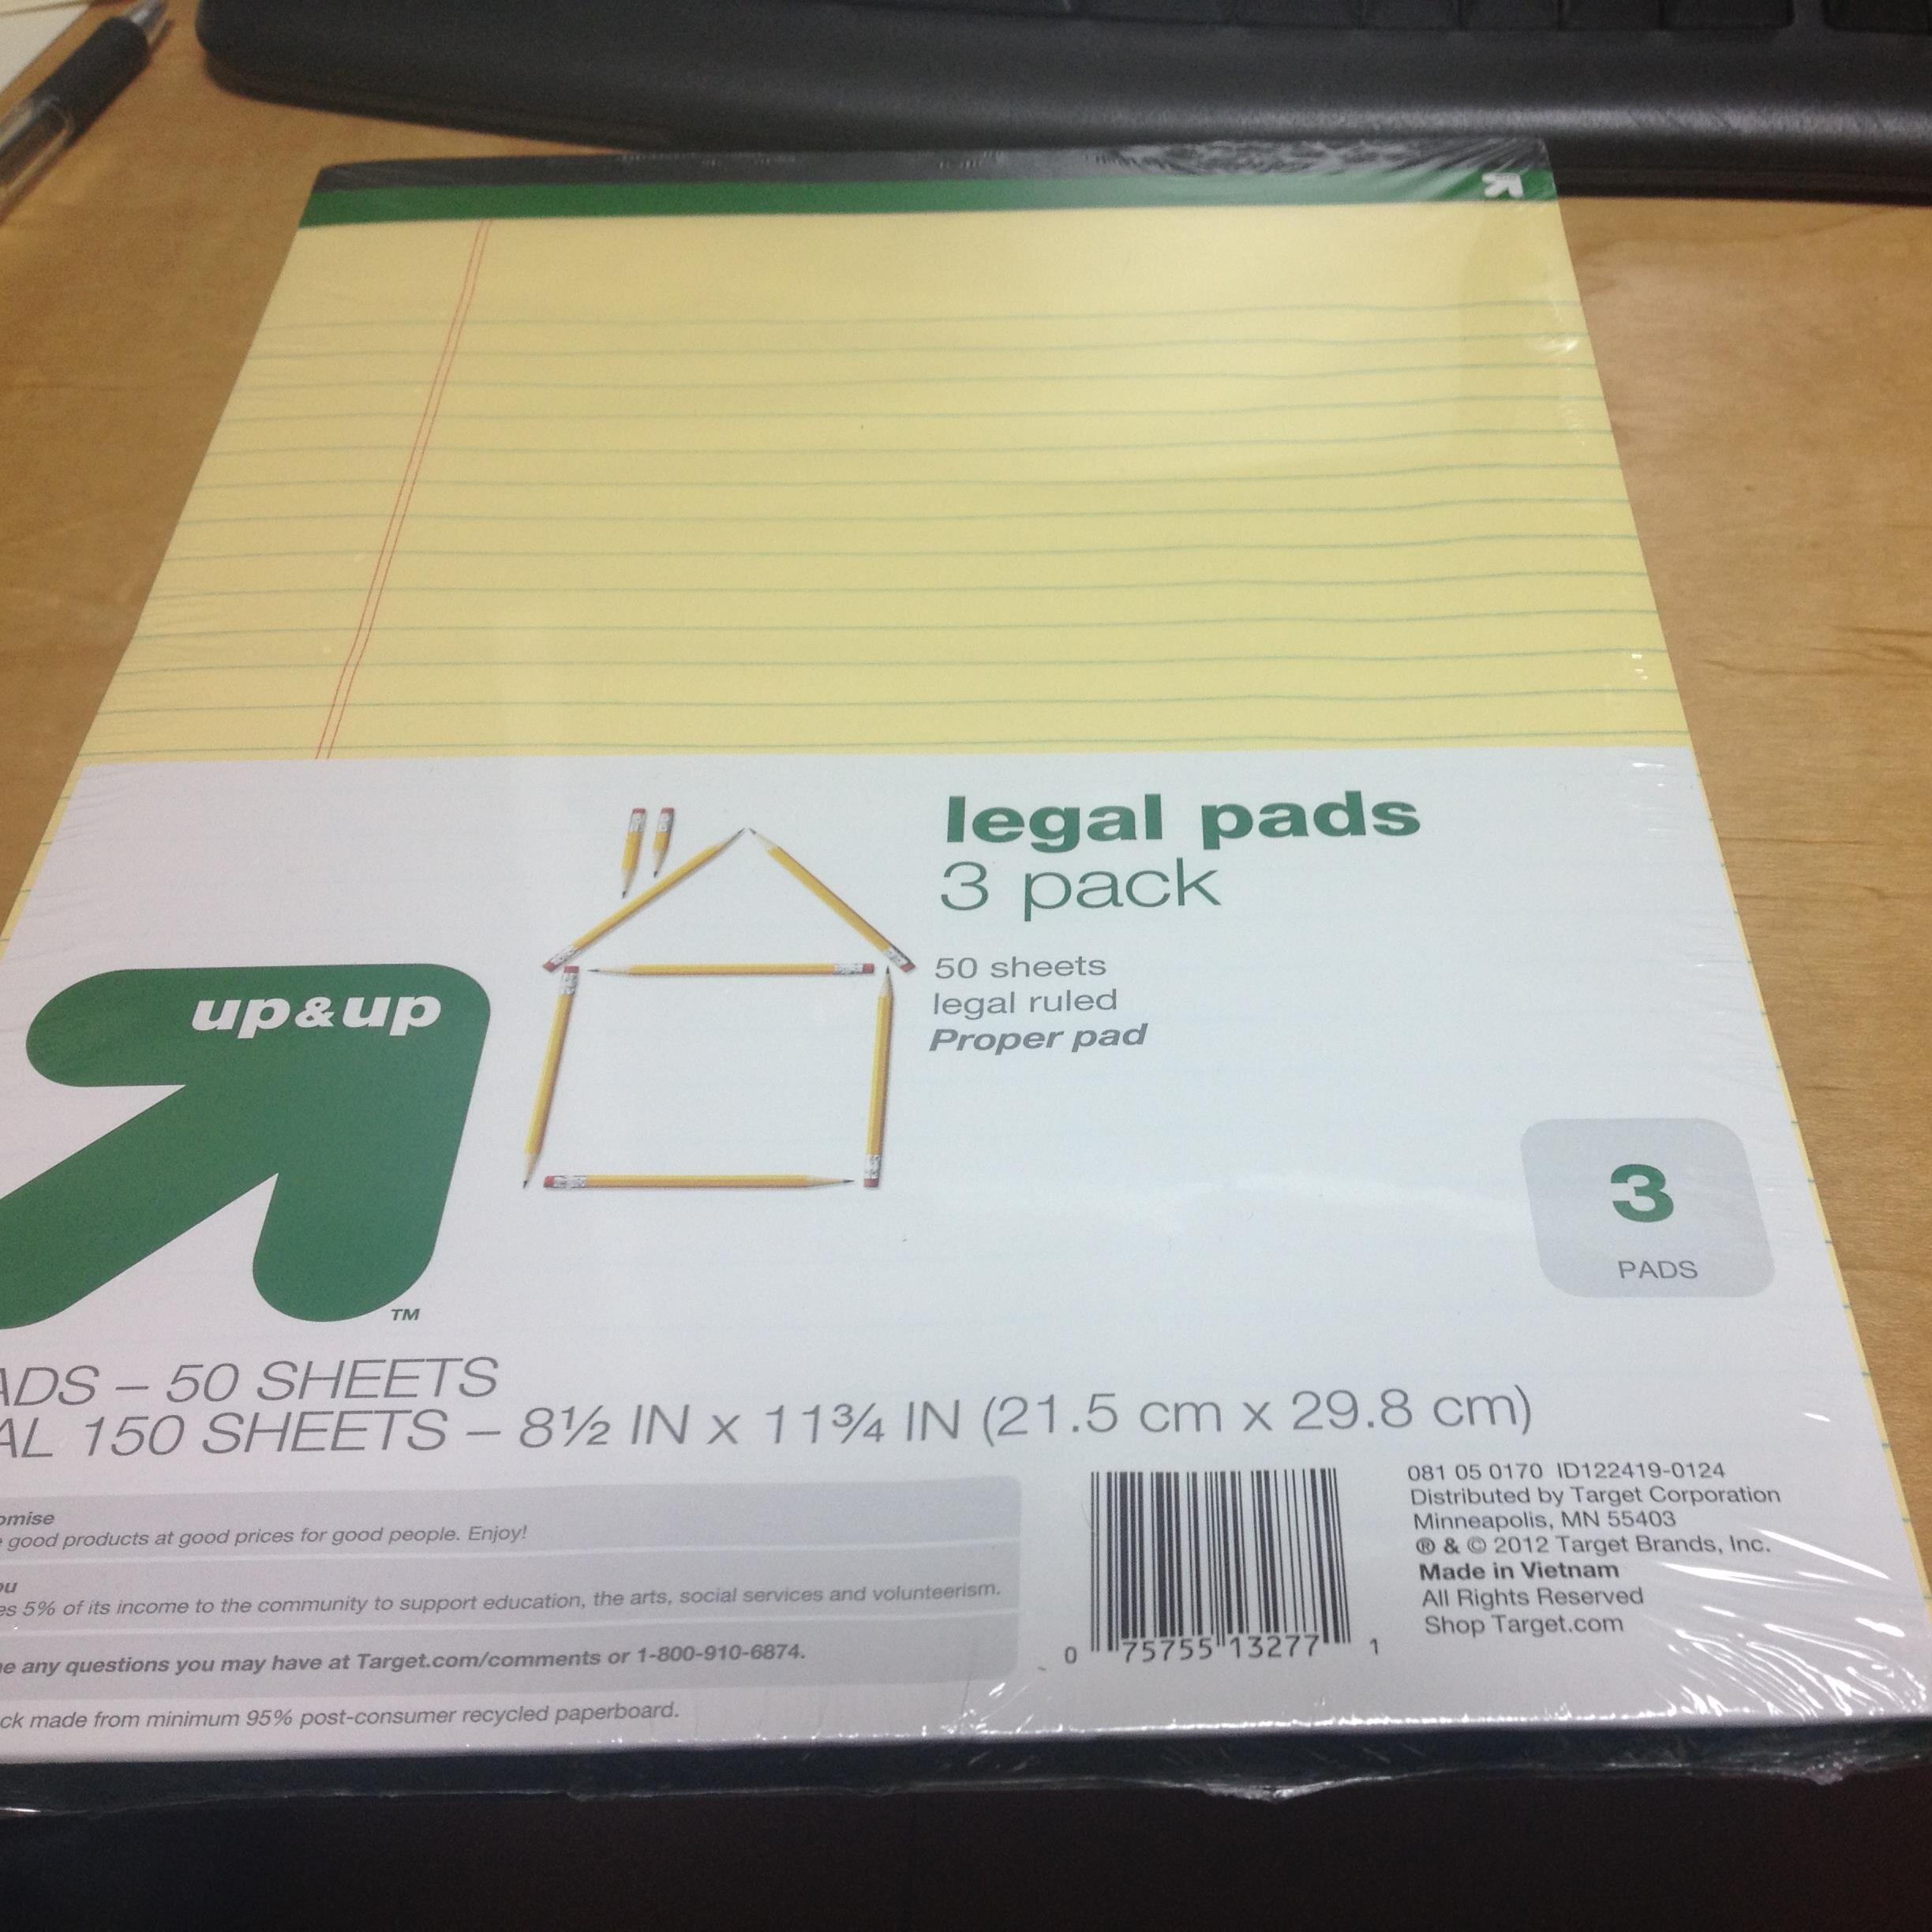 legal pads
3 pack
50 sheets
legal ruled
Proper pad
up&up
TM
3
PADS
ADS – 50 SHEETS
AL 150 SHEETS – 8½ IN x 11¾ IN (21.5 cm x 29.8 cm)
omise
good products at good prices for good people. Enjoy!
ou
es 5% of its income to the community to support education, the arts, social services and volunteerism.
e any questions you may have at Target.com/comments or 1-800-910-6874.
ck made from minimum 95% post-consumer recycled paperboard.
0 75755 13277 1
081 05 0170 ID122419-0124
Distributed by Target Corporation
Minneapolis, MN 55403
® & © 2012 Target Brands, Inc.
Made in Vietnam
All Rights Reserved
Shop Target.com